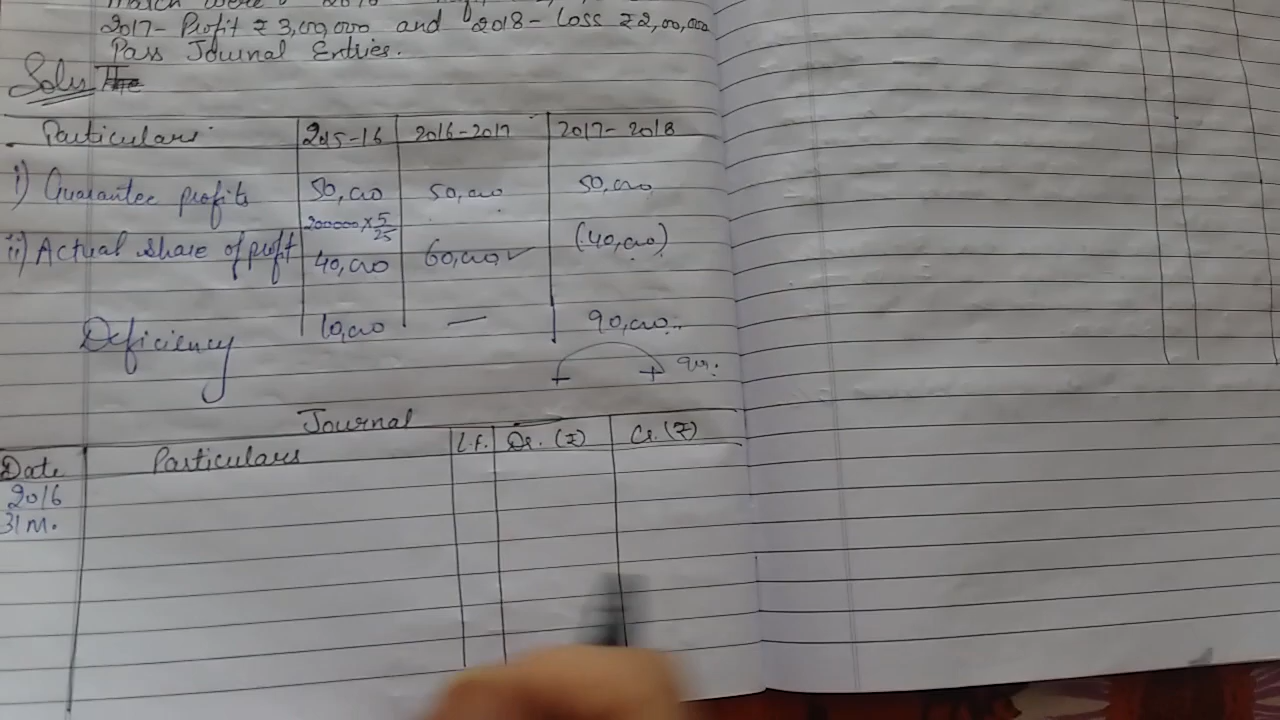 2017- Profit ₹ 3,00,000 and 2018- Loss ₹2,00,000
Pass Journal Entries.
Soln The
Particulars 2015-16 2016-2017 2017-2018
i) Guarantee profits 50,000 50,000 50,000
200000 × 5/25
ii) Actual share of profit 40,000 60,000 (40,000)
Deficiency 10,000 — 90,000
+ +
Journal
Date Particulars L.F. Dr. (₹) Cr. (₹)
2016
31 M.